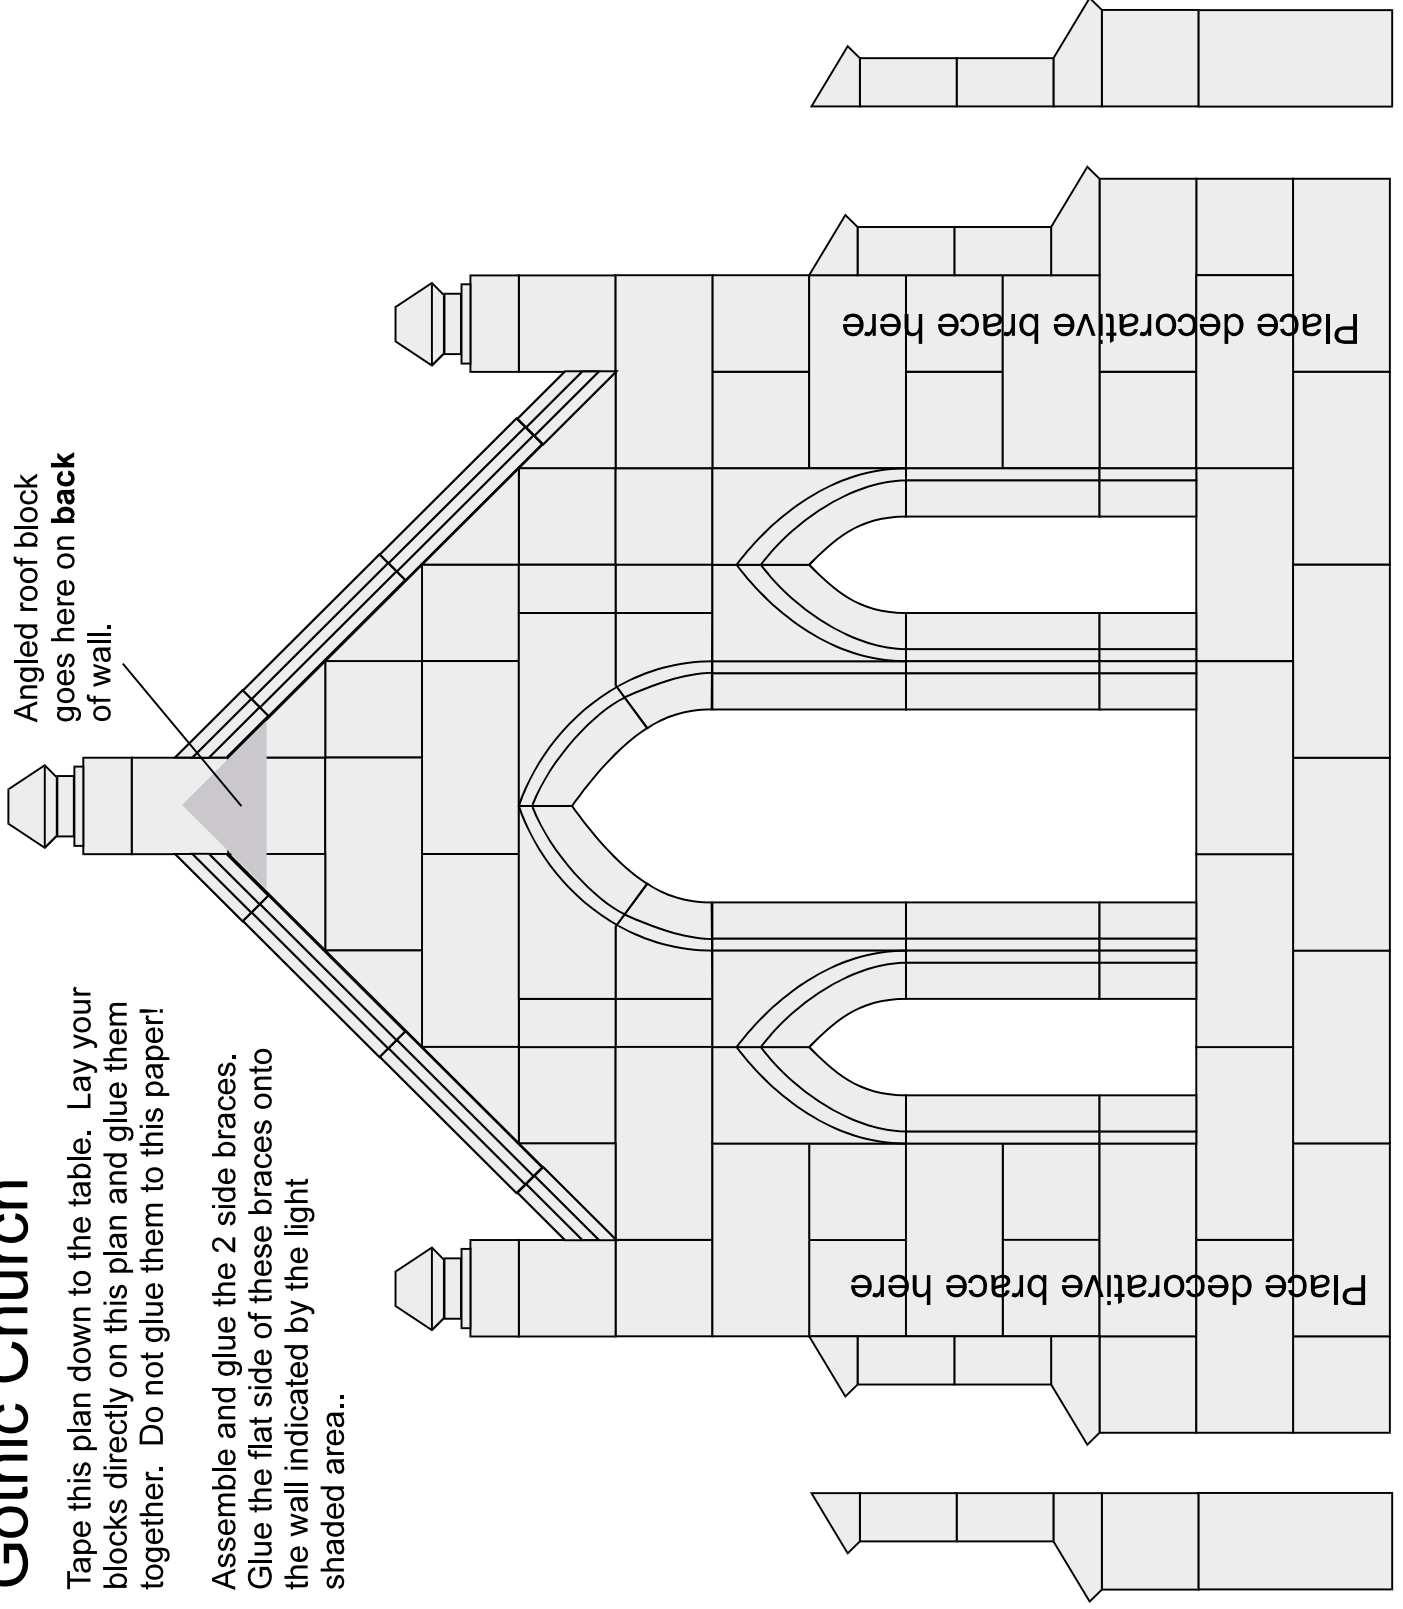 Gothic Church
Tape this plan down to the table. Lay your
blocks directly on this plan and glue them
together. Do not glue them to this paper!
Assemble and glue the 2 side braces.
Glue the flat side of these braces onto
the wall indicated by the light
shaded area..
Angled roof block
goes here on back
of wall.
Place decorative brace here
Place decorative brace here